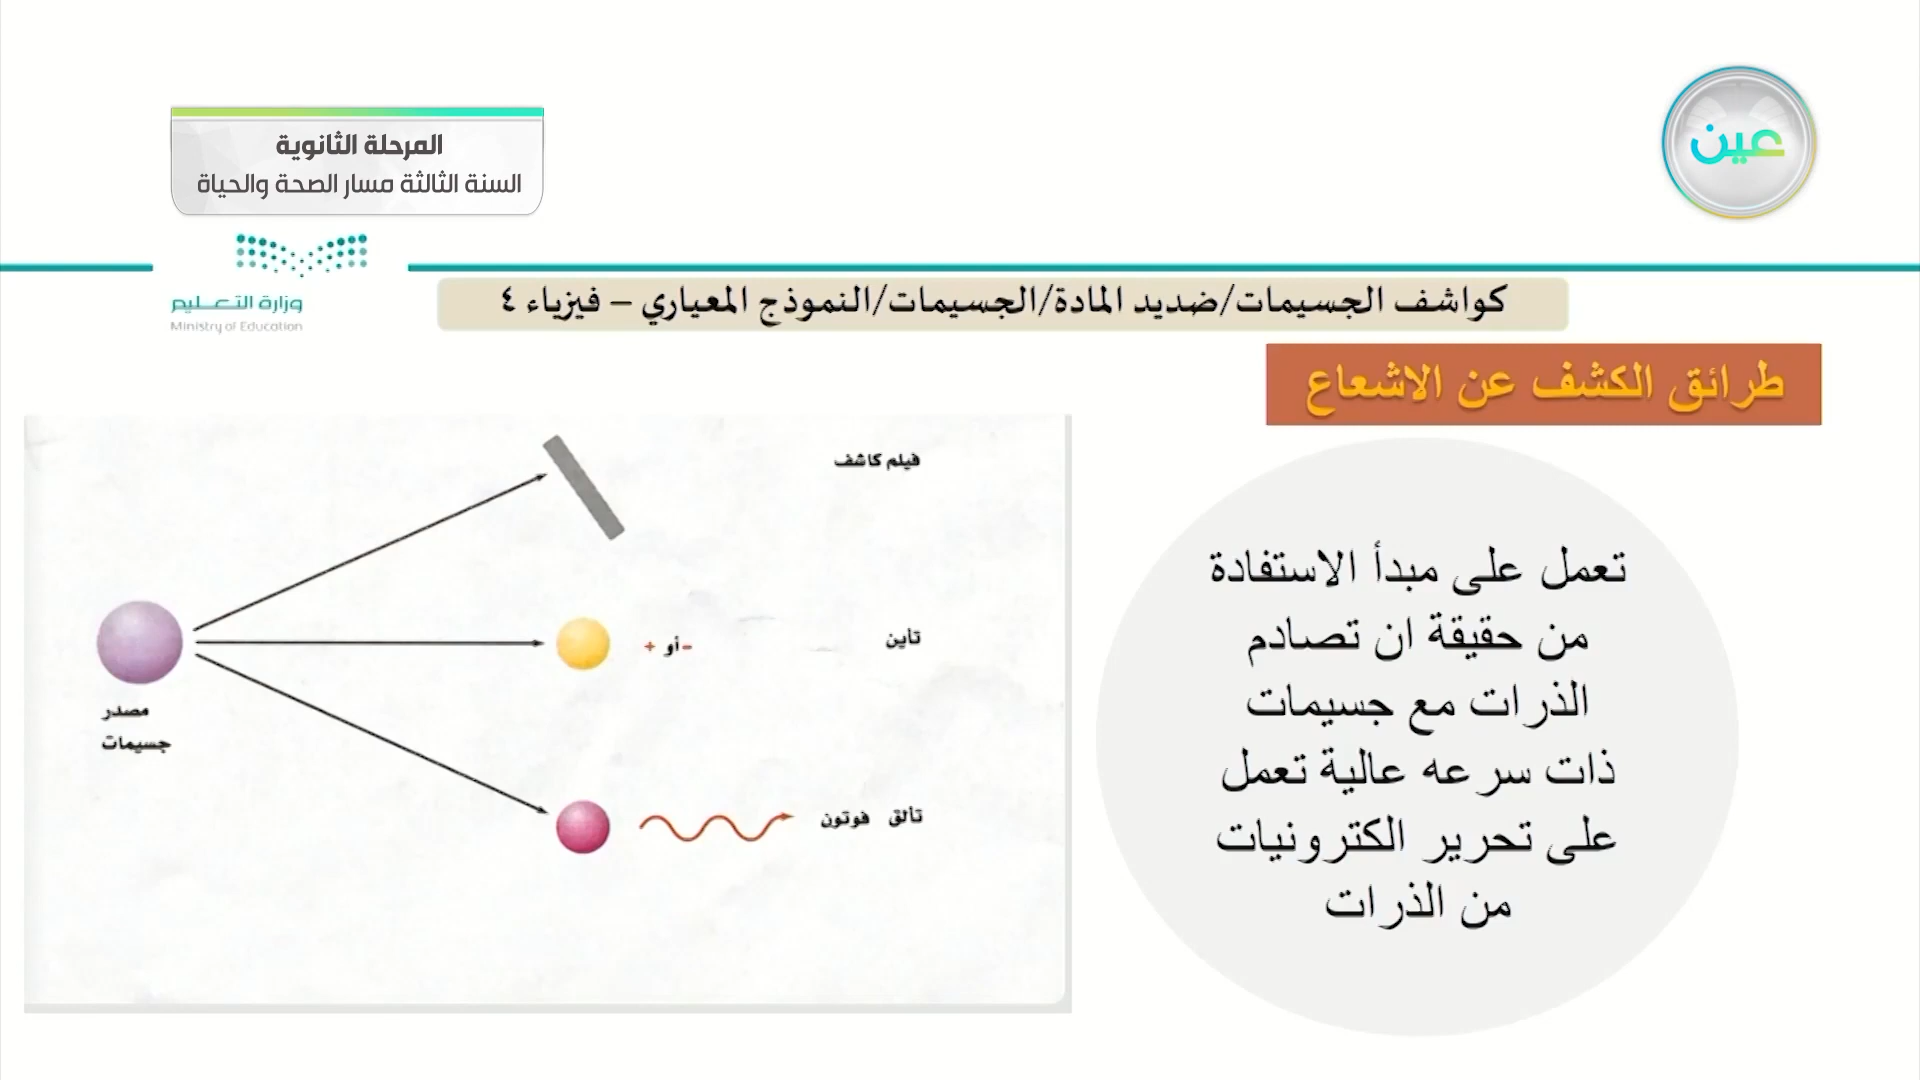 المرحلة الثانوية
السنة الثالثة مسار الصحة والحياة
عين
وزارة التعليم
Ministry of Education
كواشف الجسيمات/ضديد المادة/الجسيمات/النموذج المعياري – فيزياء ٤
طرائق الكشف عن الاشعاع
تعمل على مبدأ الاستفادة
من حقيقة ان تصادم
الذرات مع جسيمات
ذات سرعه عالية تعمل
على تحرير الكترونيات
من الذرات
فيلم كاشف
تأين
+ أو -
مصدر
جسيمات
تألق فوتون